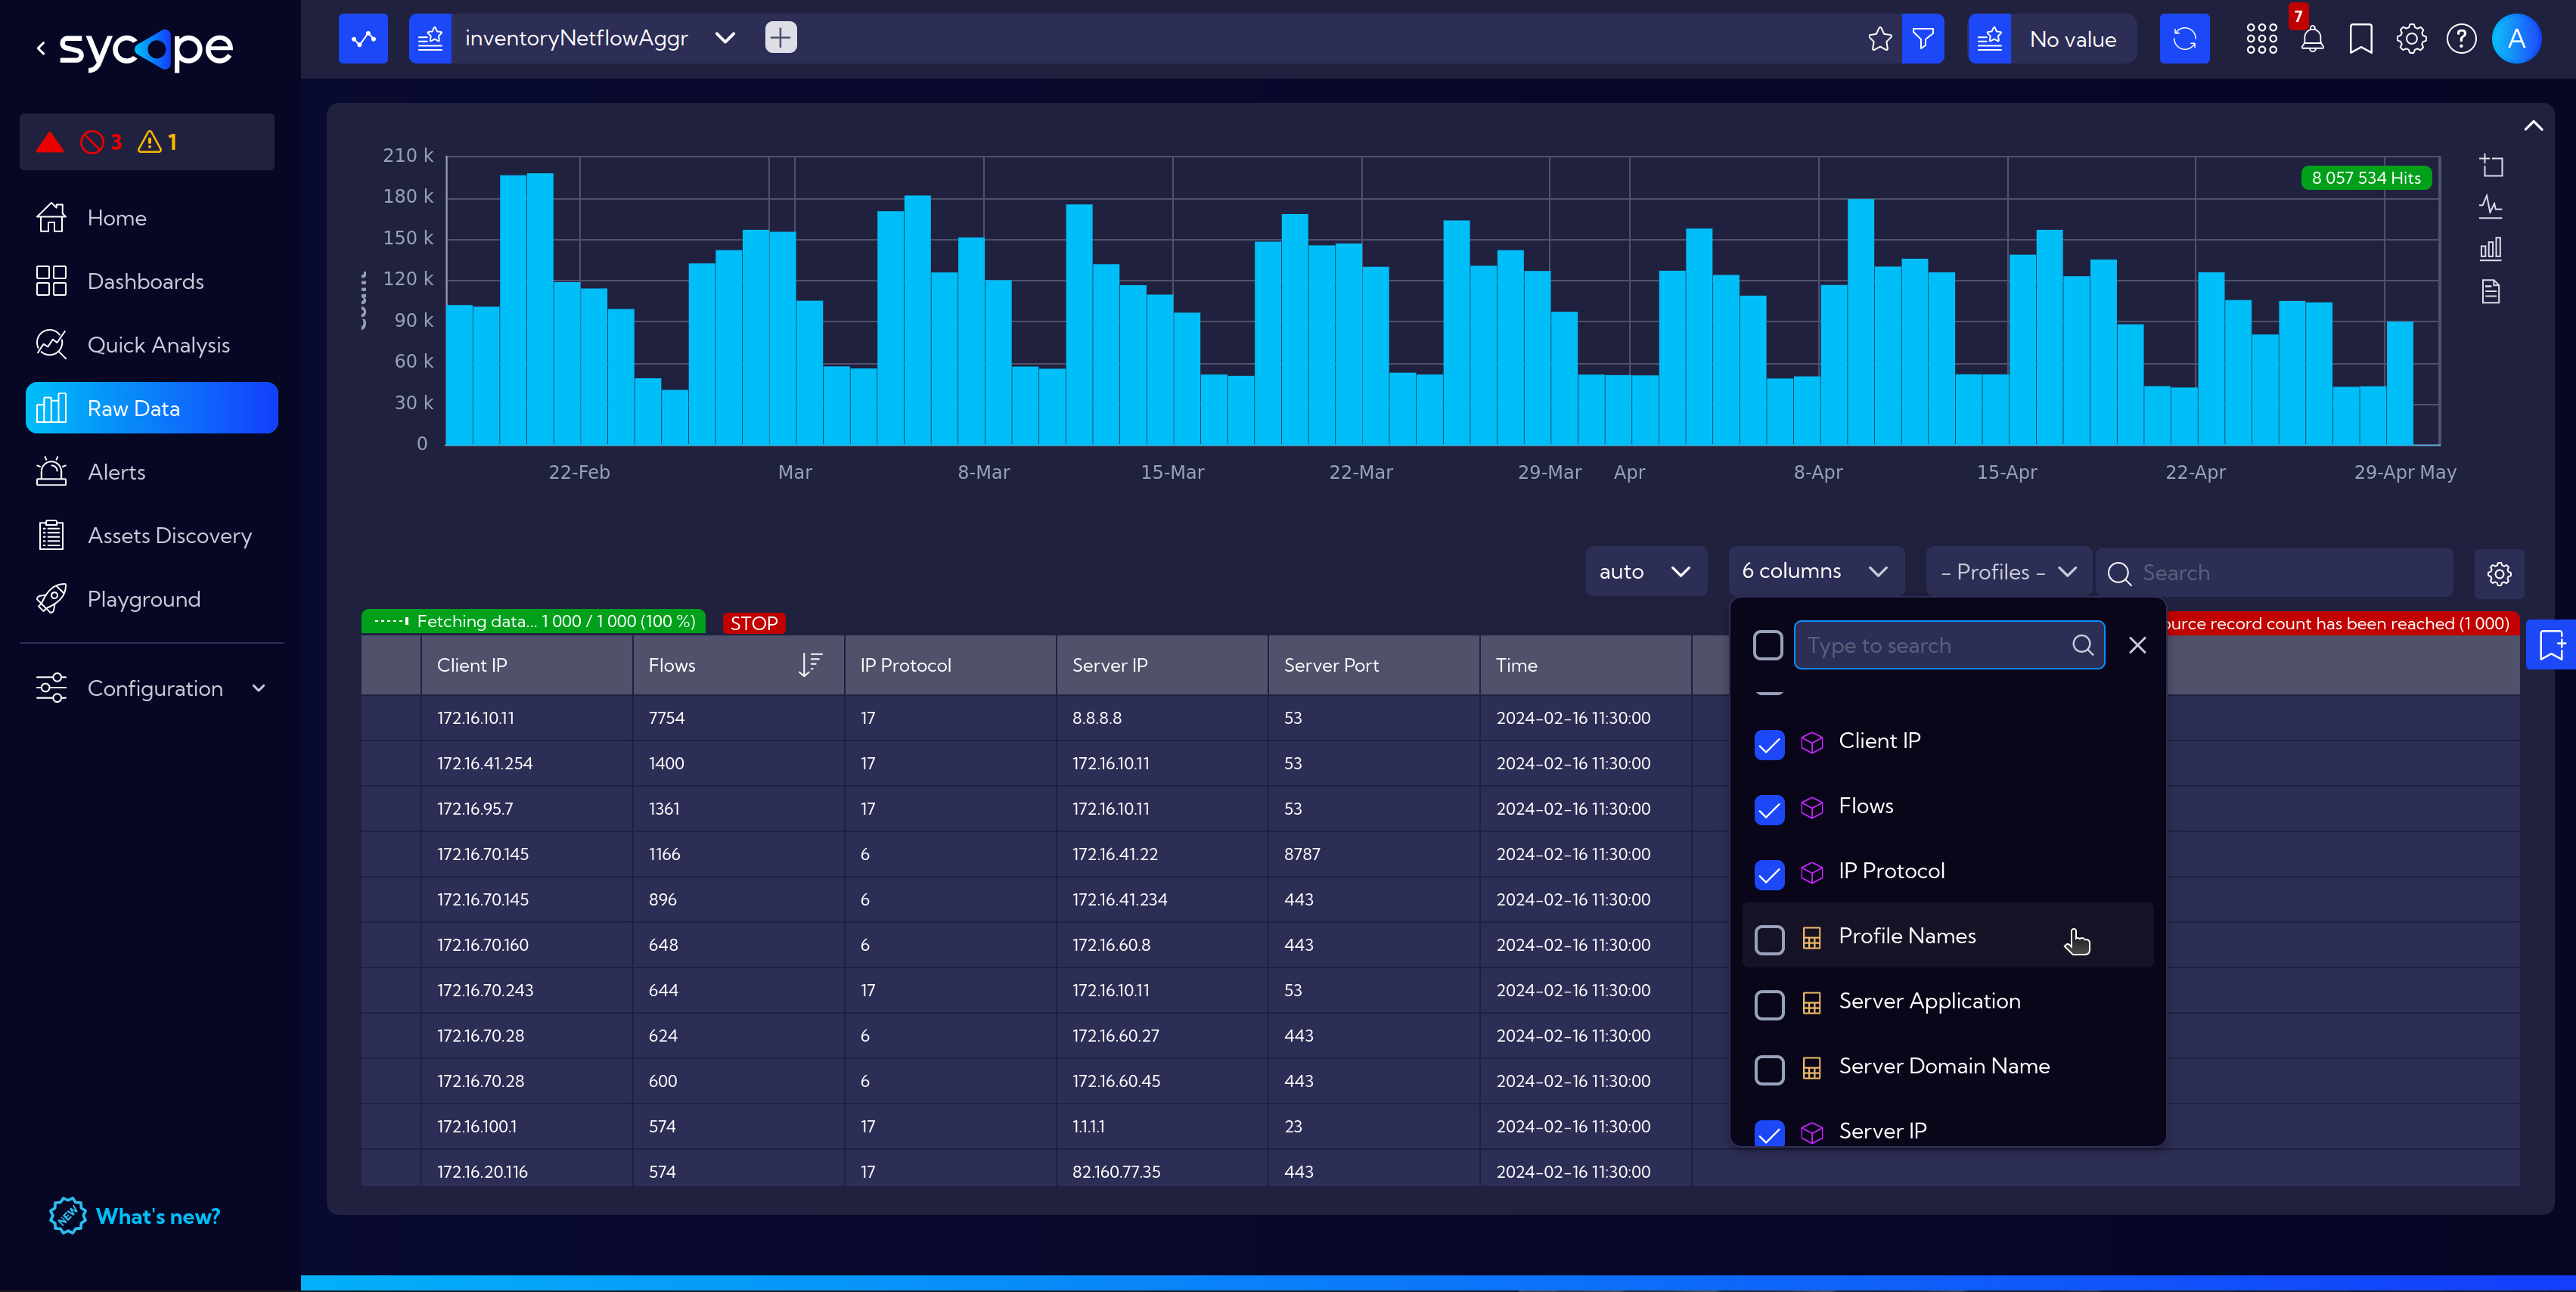 sycope
3 1
Home
Dashboards
Quick Analysis
Raw Data
Alerts
Assets Discovery
Playground
Configuration
NEW What's new?
inventoryNetflowAggr
No value
7
A
210 k
180 k
150 k
120 k
90 k
60 k
30 k
0
8 057 534 Hits
22-Feb Mar 8-Mar 15-Mar 22-Mar 29-Mar Apr 8-Apr 15-Apr 22-Apr 29-Apr May
auto 6 columns - Profiles - Search
Fetching data... 1 000 / 1 000 (100 %) STOP
record count has been reached (1 000)
Client IP Flows IP Protocol Server IP Server Port Time
172.16.10.11 7754 17 8.8.8.8 53 2024-02-16 11:30:00
172.16.41.254 1400 17 172.16.10.11 53 2024-02-16 11:30:00
172.16.95.7 1361 17 172.16.10.11 53 2024-02-16 11:30:00
172.16.70.145 1166 6 172.16.41.22 8787 2024-02-16 11:30:00
172.16.70.145 896 6 172.16.41.234 443 2024-02-16 11:30:00
172.16.70.160 648 6 172.16.60.8 443 2024-02-16 11:30:00
172.16.70.243 644 17 172.16.10.11 53 2024-02-16 11:30:00
172.16.70.28 624 6 172.16.60.27 443 2024-02-16 11:30:00
172.16.70.28 600 6 172.16.60.45 443 2024-02-16 11:30:00
172.16.100.1 574 17 1.1.1.1 23 2024-02-16 11:30:00
172.16.20.116 574 17 82.160.77.35 443 2024-02-16 11:30:00
Type to search
Client IP
Flows
IP Protocol
Profile Names
Server Application
Server Domain Name
Server IP